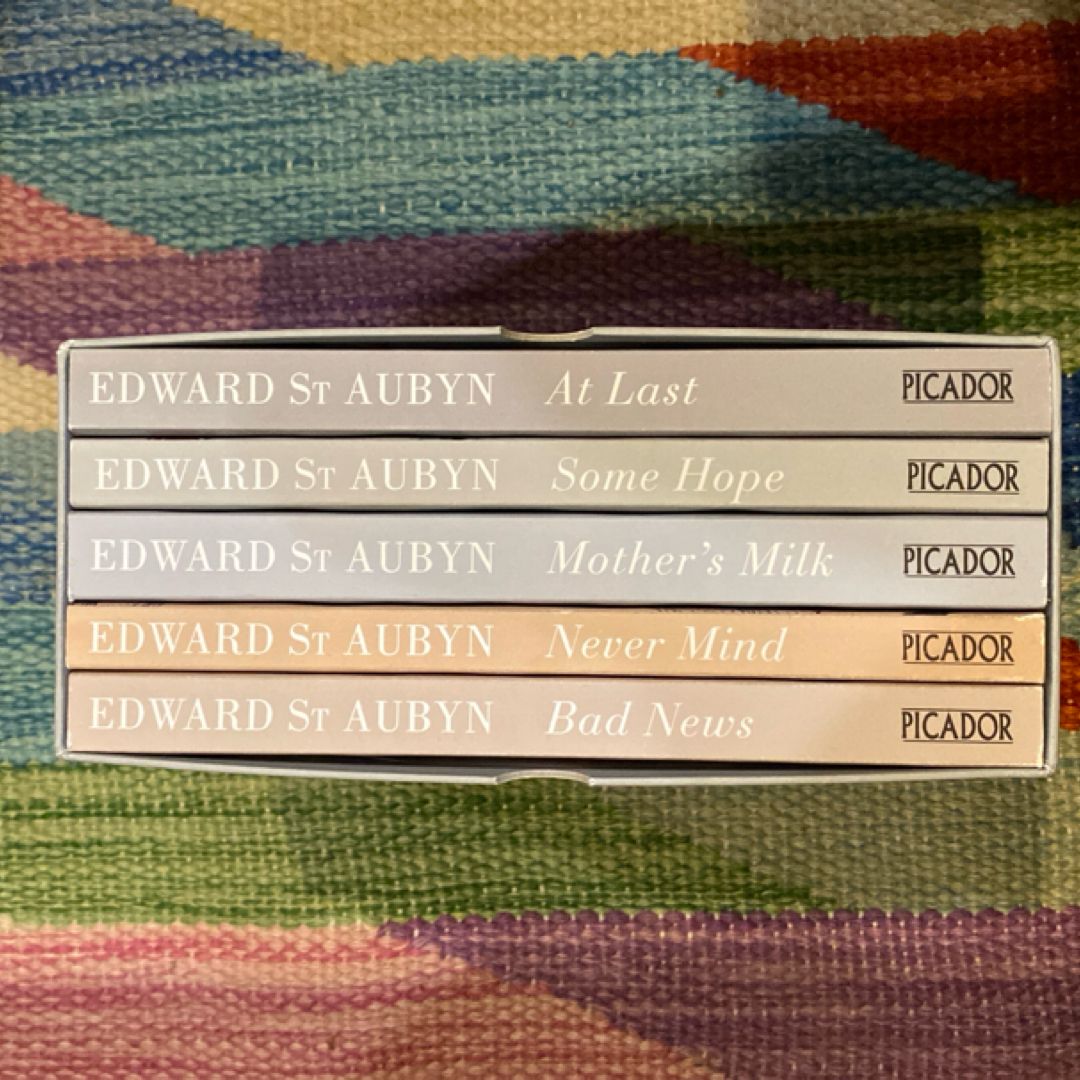 EDWARD ST AUBYN At Last PICADOR
EDWARD ST AUBYN Some Hope PICADOR
EDWARD ST AUBYN Mother's Milk PICADOR
EDWARD ST AUBYN Never Mind PICADOR
EDWARD ST AUBYN Bad News PICADOR